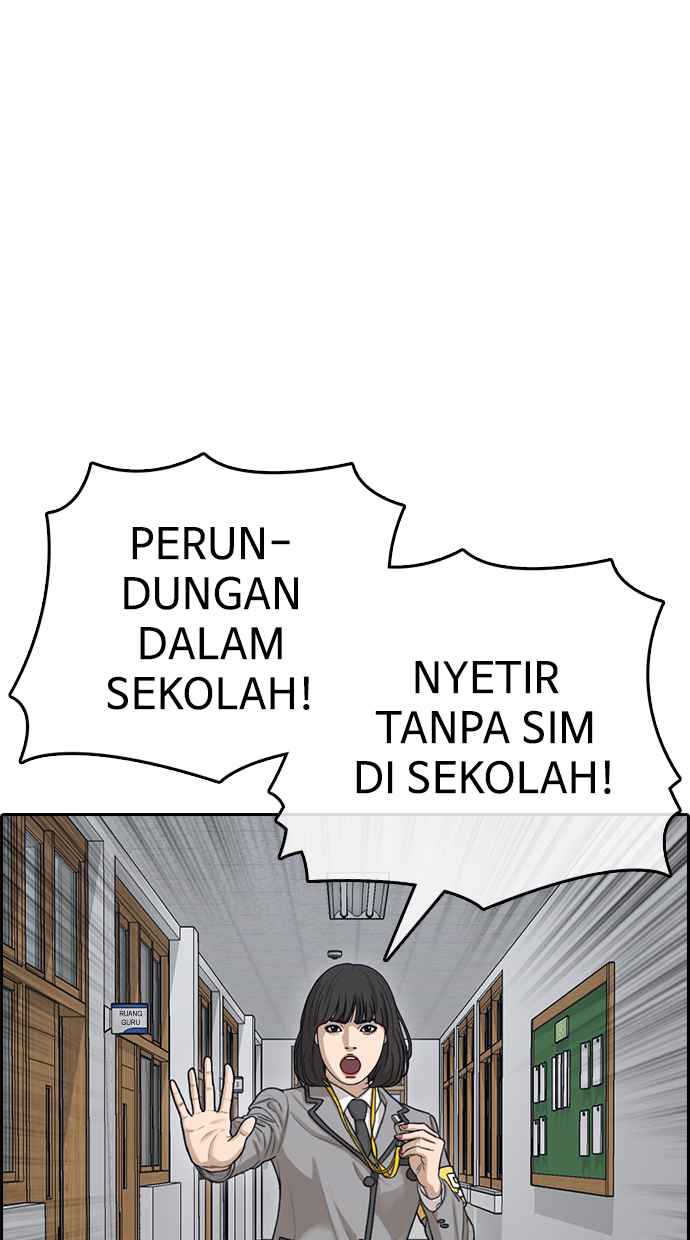 PERUN-
DUNGAN
DALAM
SEKOLAH!
NYETIR
TANPA SIM
DI SEKOLAH!
RUANG
GURU